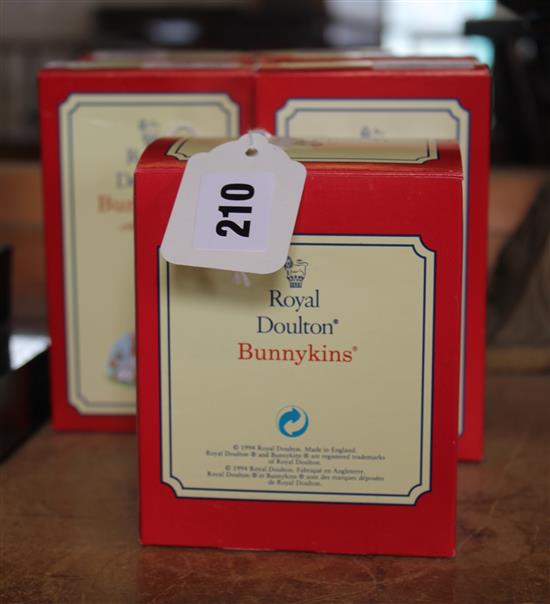 210
Royal
Doulton®
Bunnykins®
© 1994 Royal Doulton. Made in England.
Royal Doulton ® and Bunnykins ® are registered trademarks
of Royal Doulton.
© 1994 Royal Doulton. Fabriqué en Angleterre.
Royal Doulton ® et Bunnykins ® sont des marques déposées
de Royal Doulton.